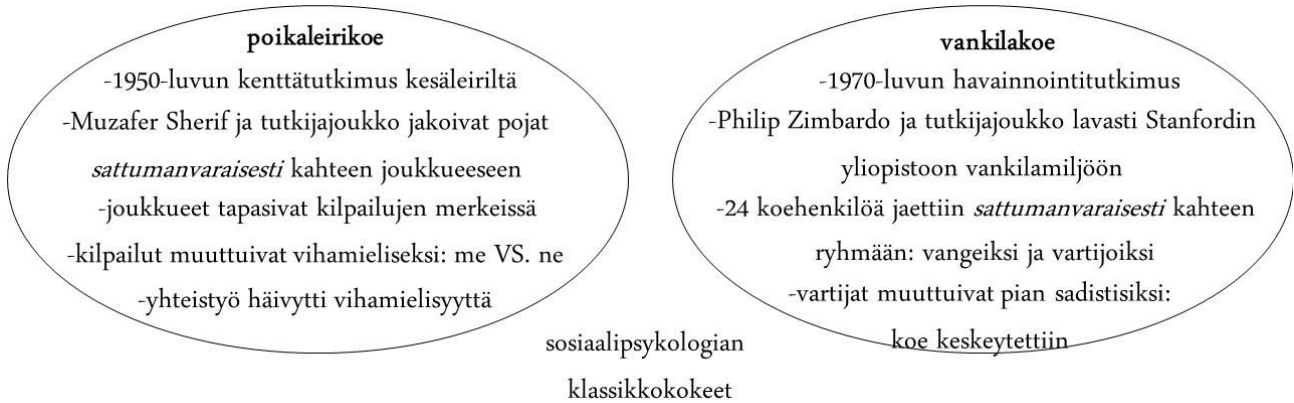 poikaleirikoe
-1950-luvun kenttätutkimus kesäleiriltä
-Muzafer Sherif ja tutkijajoukko jakoivat pojat
sattumanvaraisesti kahteen joukkueeseen
-joukkueet tapasivat kilpailujen merkeissä
-kilpailut muuttuivat vihamieliseksi: me VS. ne
-yhteistyö häivytti vihamielisyyttä
vankilakoe
-1970-luvun havainnointitutkimus
-Philip Zimbardo ja tutkijajoukko lavasti Stanfordin
yliopistoon vankilamiljöön
-24 koehenkilöä jaettiin sattumanvaraisesti kahteen
ryhmään: vangeiksi ja vartijoiksi
-vartijat muuttuivat pian sadistisiksi:
koe keskeytettiin
sosiaalipsykologian
klassikkokokeet